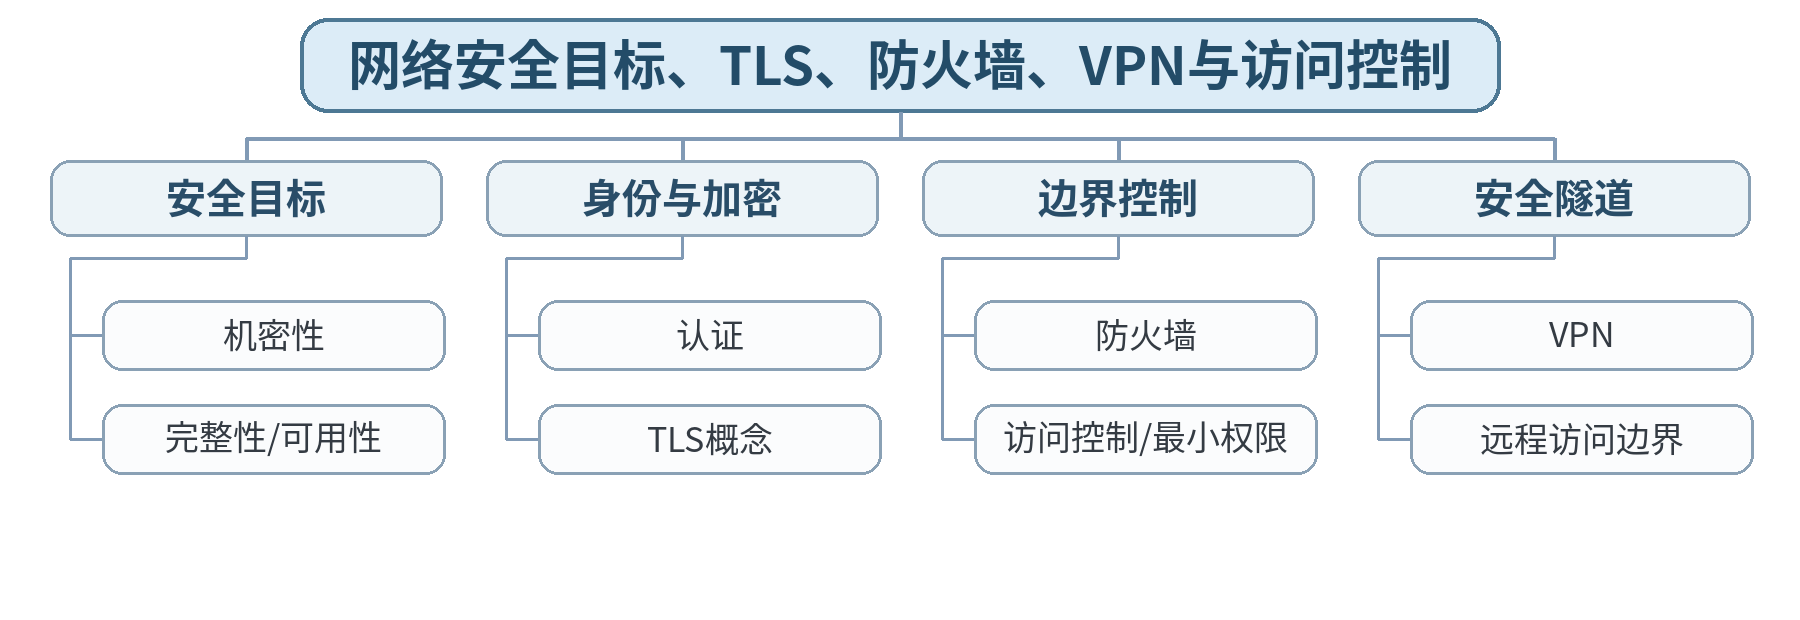 网络安全目标、TLS、防火墙、VPN与访问控制
安全目标
身份与加密
边界控制
安全隧道
机密性
认证
防火墙
VPN
完整性/可用性
TLS概念
访问控制/最小权限
远程访问边界